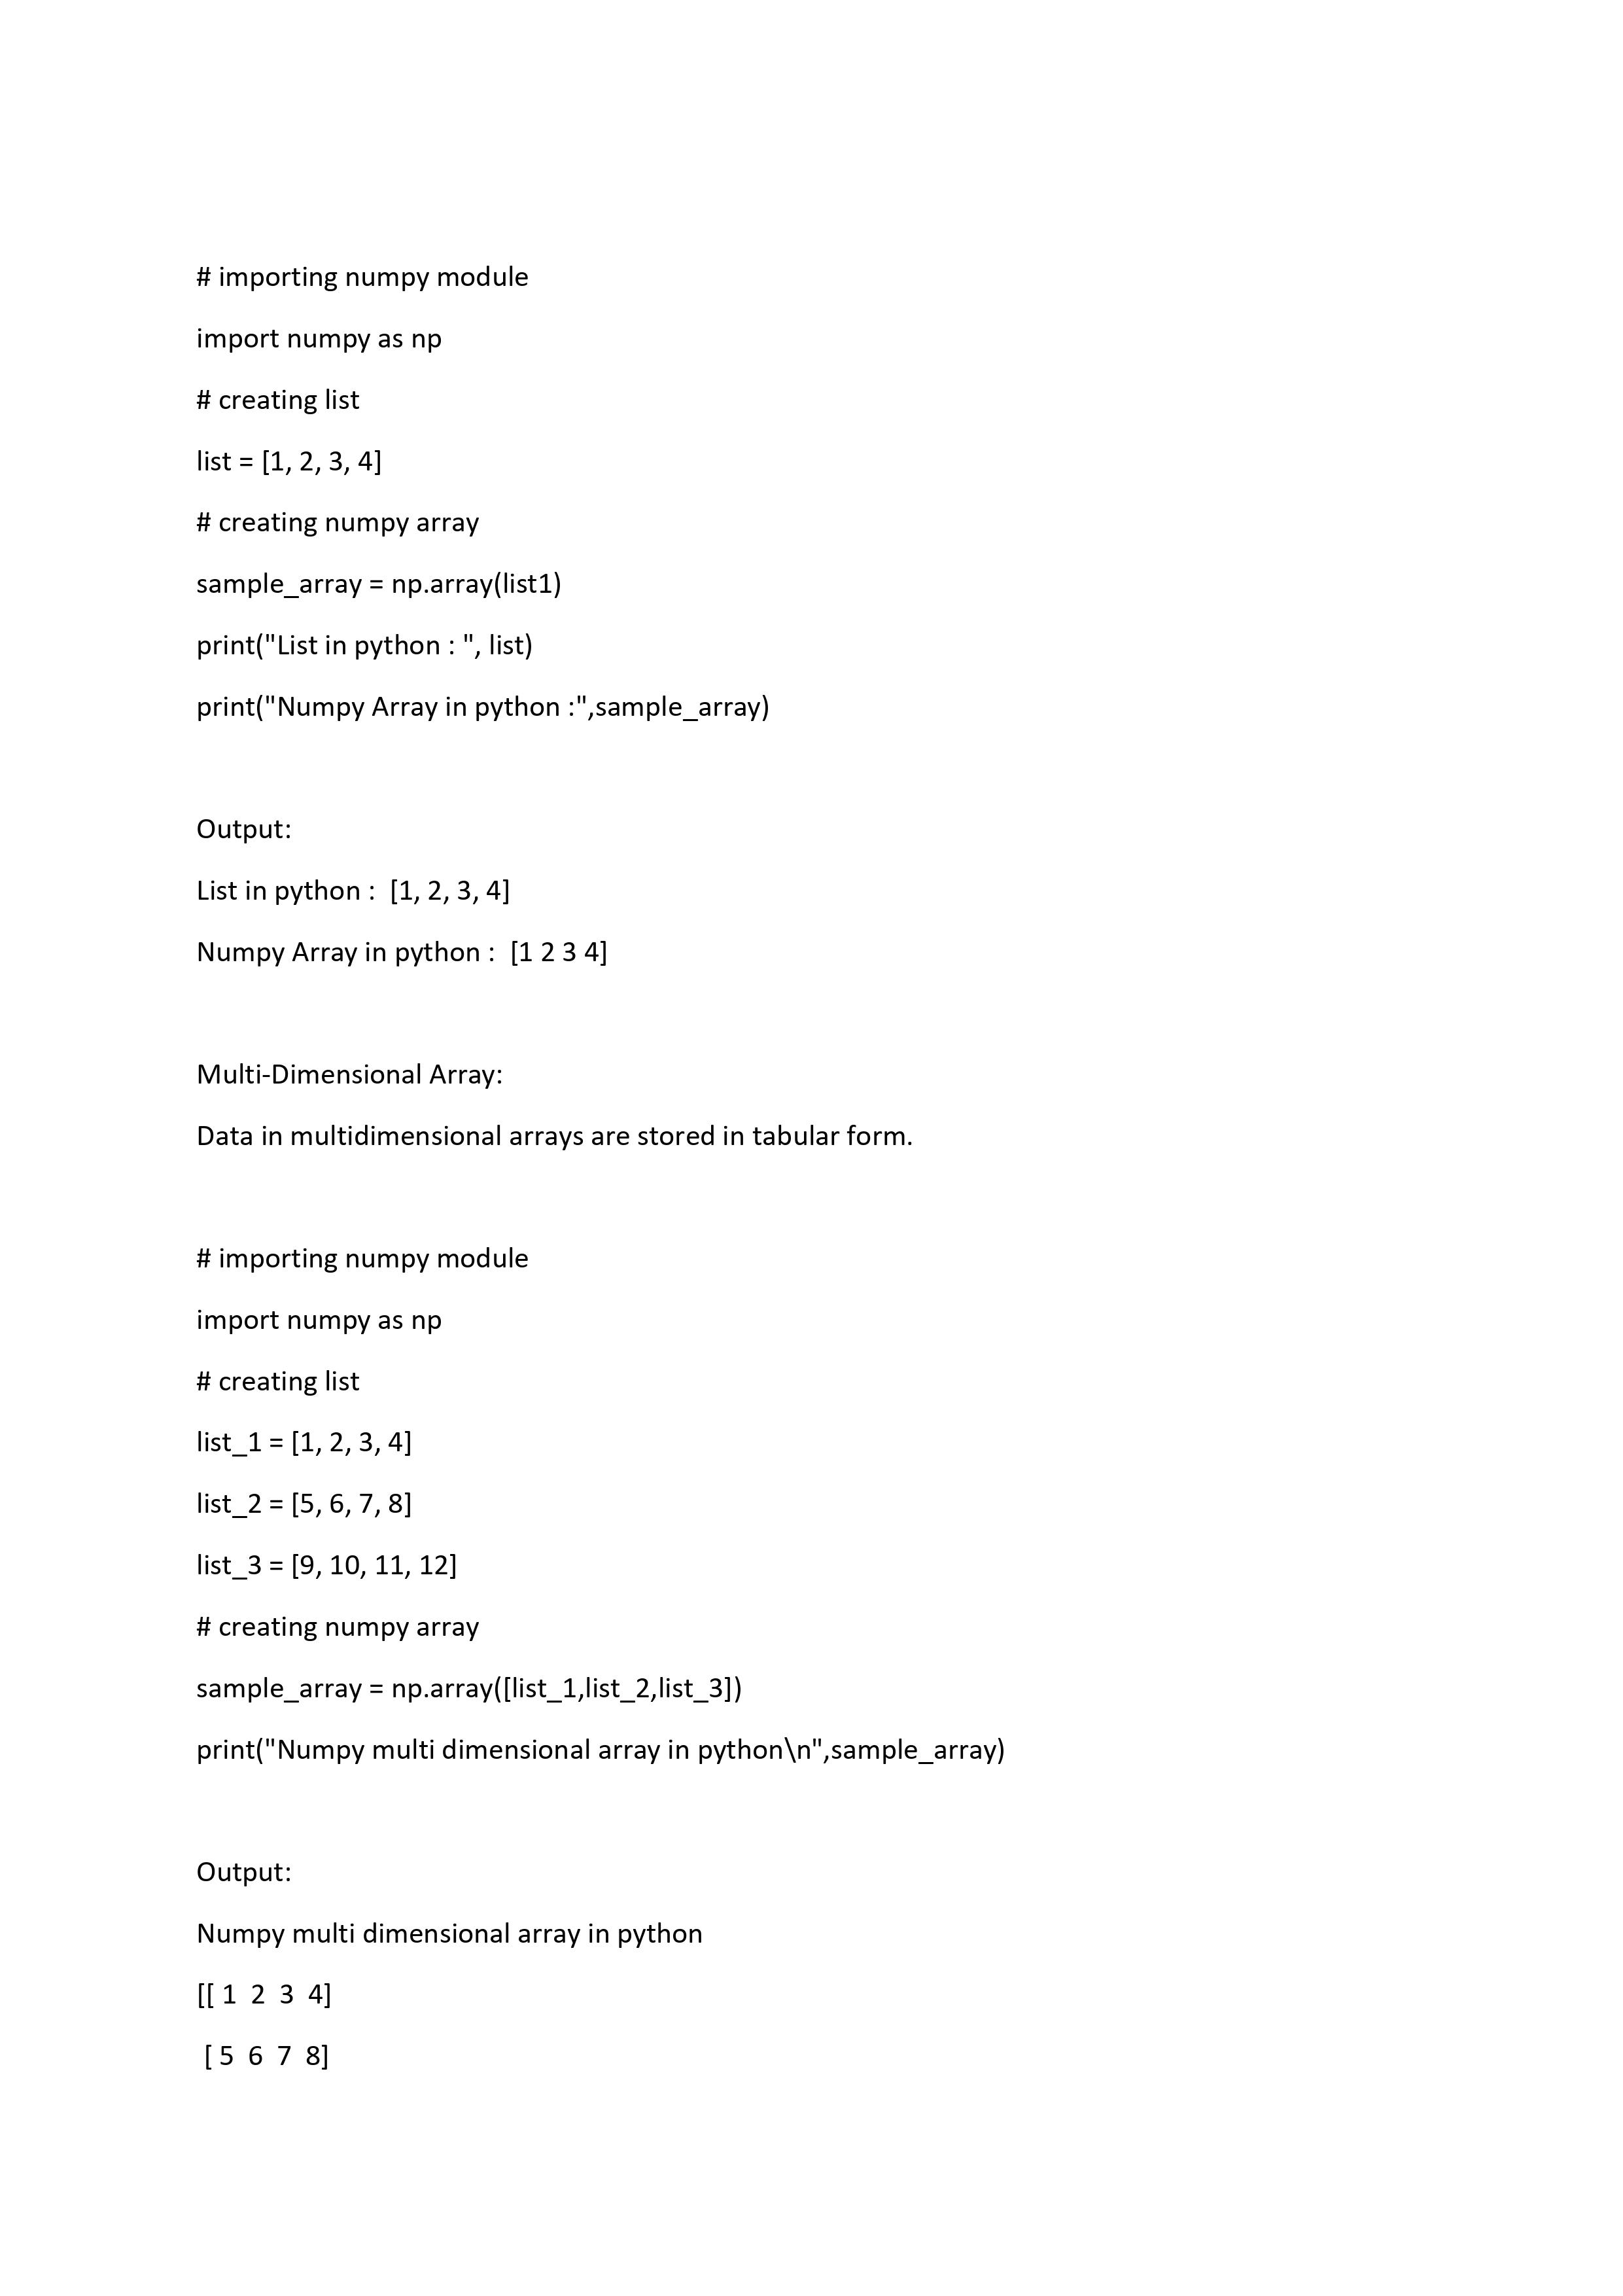 # importing numpy module
import numpy as np
# creating list
list = [1, 2, 3, 4]
# creating numpy array
sample_array = np.array(list1)
print("List in python : ", list)
print("Numpy Array in python :",sample_array)
Output:
List in python :  [1, 2, 3, 4]
Numpy Array in python :  [1 2 3 4]
Multi-Dimensional Array:
Data in multidimensional arrays are stored in tabular form.
# importing numpy module
import numpy as np
# creating list
list_1 = [1, 2, 3, 4]
list_2 = [5, 6, 7, 8]
list_3 = [9, 10, 11, 12]
# creating numpy array
sample_array = np.array([list_1,list_2,list_3])
print("Numpy multi dimensional array in python\n",sample_array)
Output:
Numpy multi dimensional array in python
[[ 1  2  3  4]
 [ 5  6  7  8]